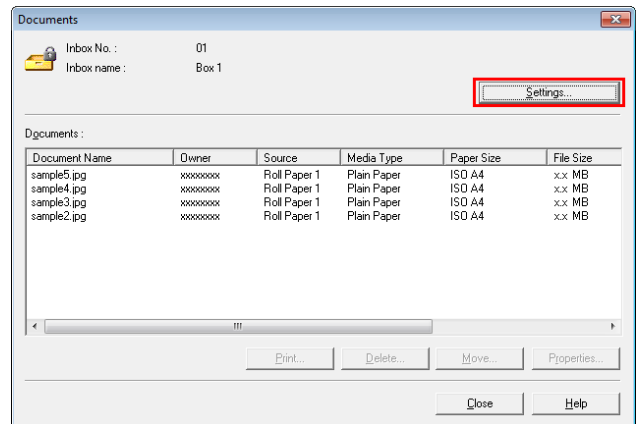 Documents
Inbox No. : 01
Inbox name : Box 1
Settings...
Documents :
Document Name Owner Source Media Type Paper Size File Size
sample5.jpg xxxxxxxx Roll Paper 1 Plain Paper ISO A4 x.x MB
sample4.jpg xxxxxxxx Roll Paper 1 Plain Paper ISO A4 x.x MB
sample3.jpg xxxxxxxx Roll Paper 1 Plain Paper ISO A4 x.x MB
sample2.jpg xxxxxxxx Roll Paper 1 Plain Paper ISO A4 x.x MB
Print... Delete... Move... Properties...
Close Help